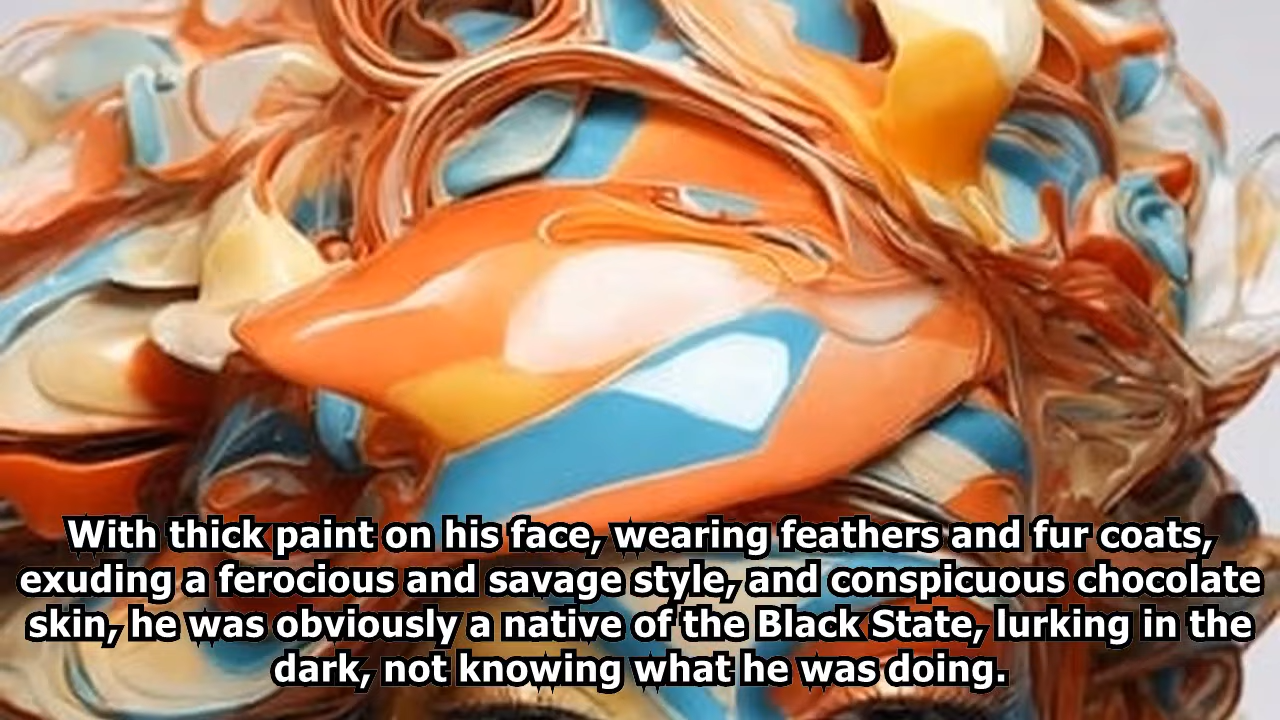 With thick paint on his face, wearing feathers and fur coats,
exuding a ferocious and savage style, and conspicuous chocolate
skin, he was obviously a native of the Black State, lurking in the
dark, not knowing what he was doing.